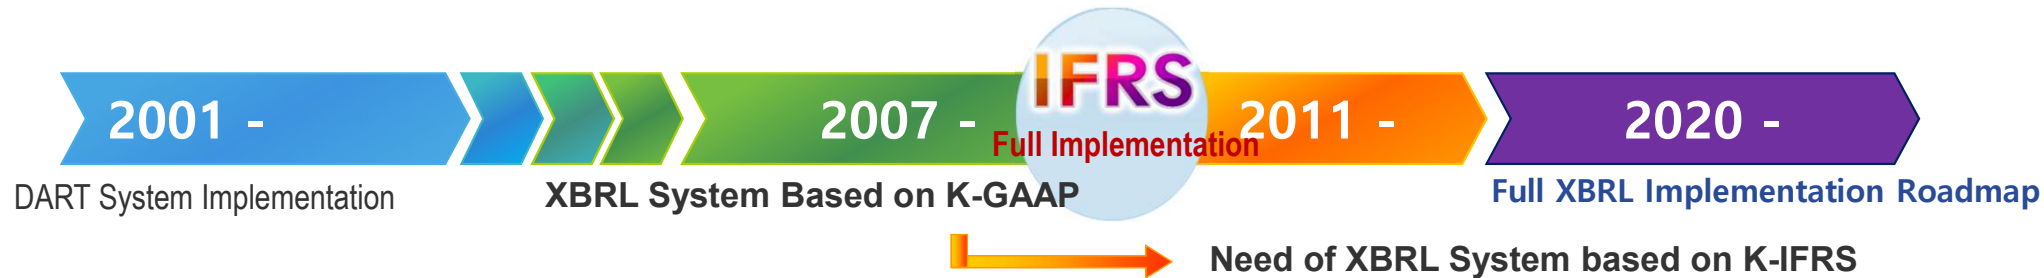 2001 -
2007 -
IFRS
Full Implementation
2011 -
2020 -
DART System Implementation
XBRL System Based on K-GAAP
Full XBRL Implementation Roadmap
Need of XBRL System based on K-IFRS